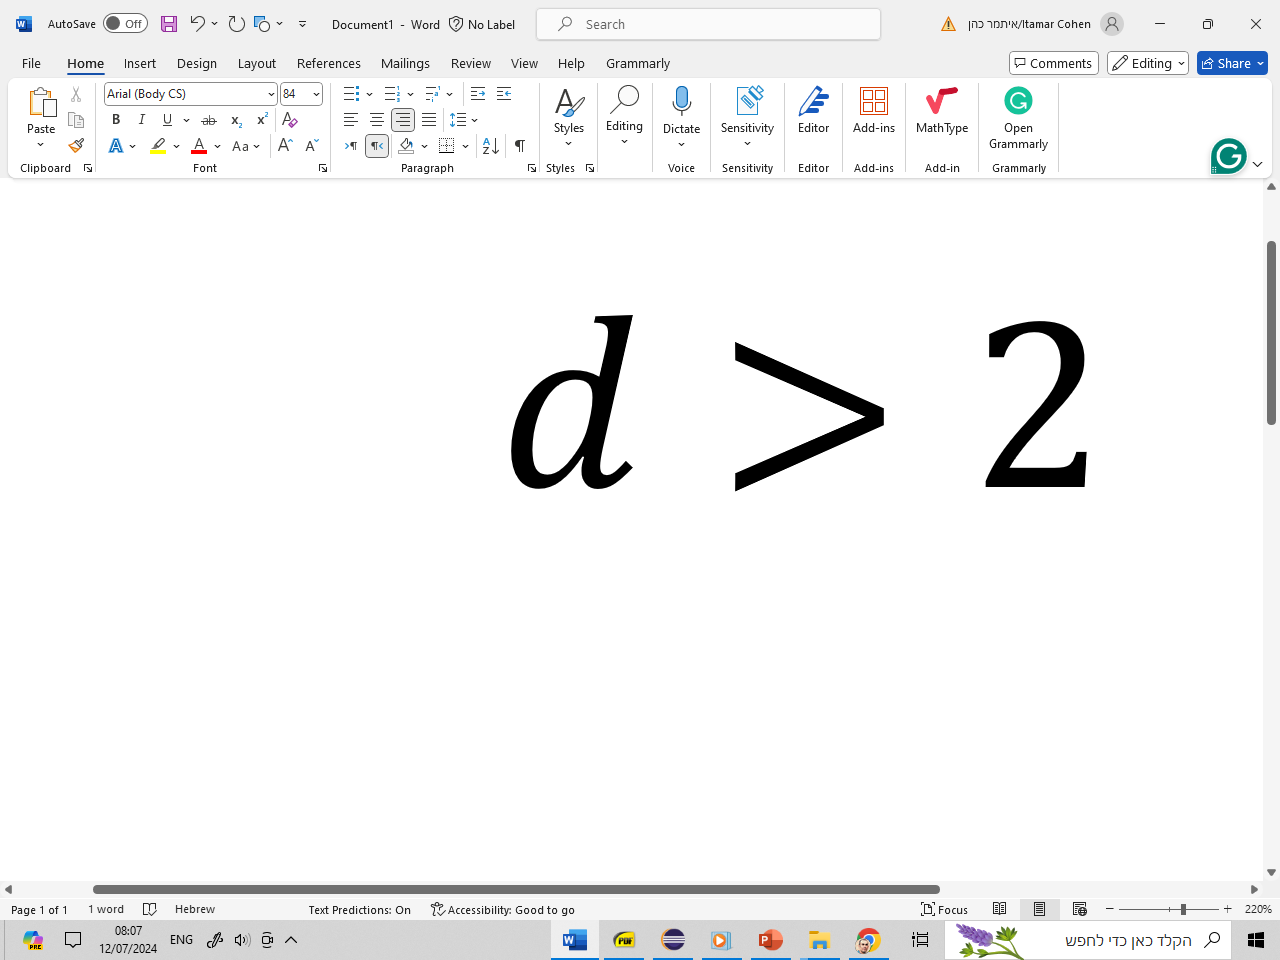 AutoSave Off Document1 - Word No Label Search איתמר כהן/Itamar Cohen
File Home Insert Design Layout References Mailings Review View Help Grammarly Comments Editing Share
Arial (Body CS) 84
Paste Styles Editing Dictate Sensitivity Editor Add-ins MathType Open Grammarly
Clipboard Font Paragraph Styles Voice Sensitivity Editor Add-ins Add-in Grammarly
d > 2
Page 1 of 1 1 word Hebrew Text Predictions: On Accessibility: Good to go Focus 220%
08:07
12/07/2024 ENG הקלד כאן כדי לחפש